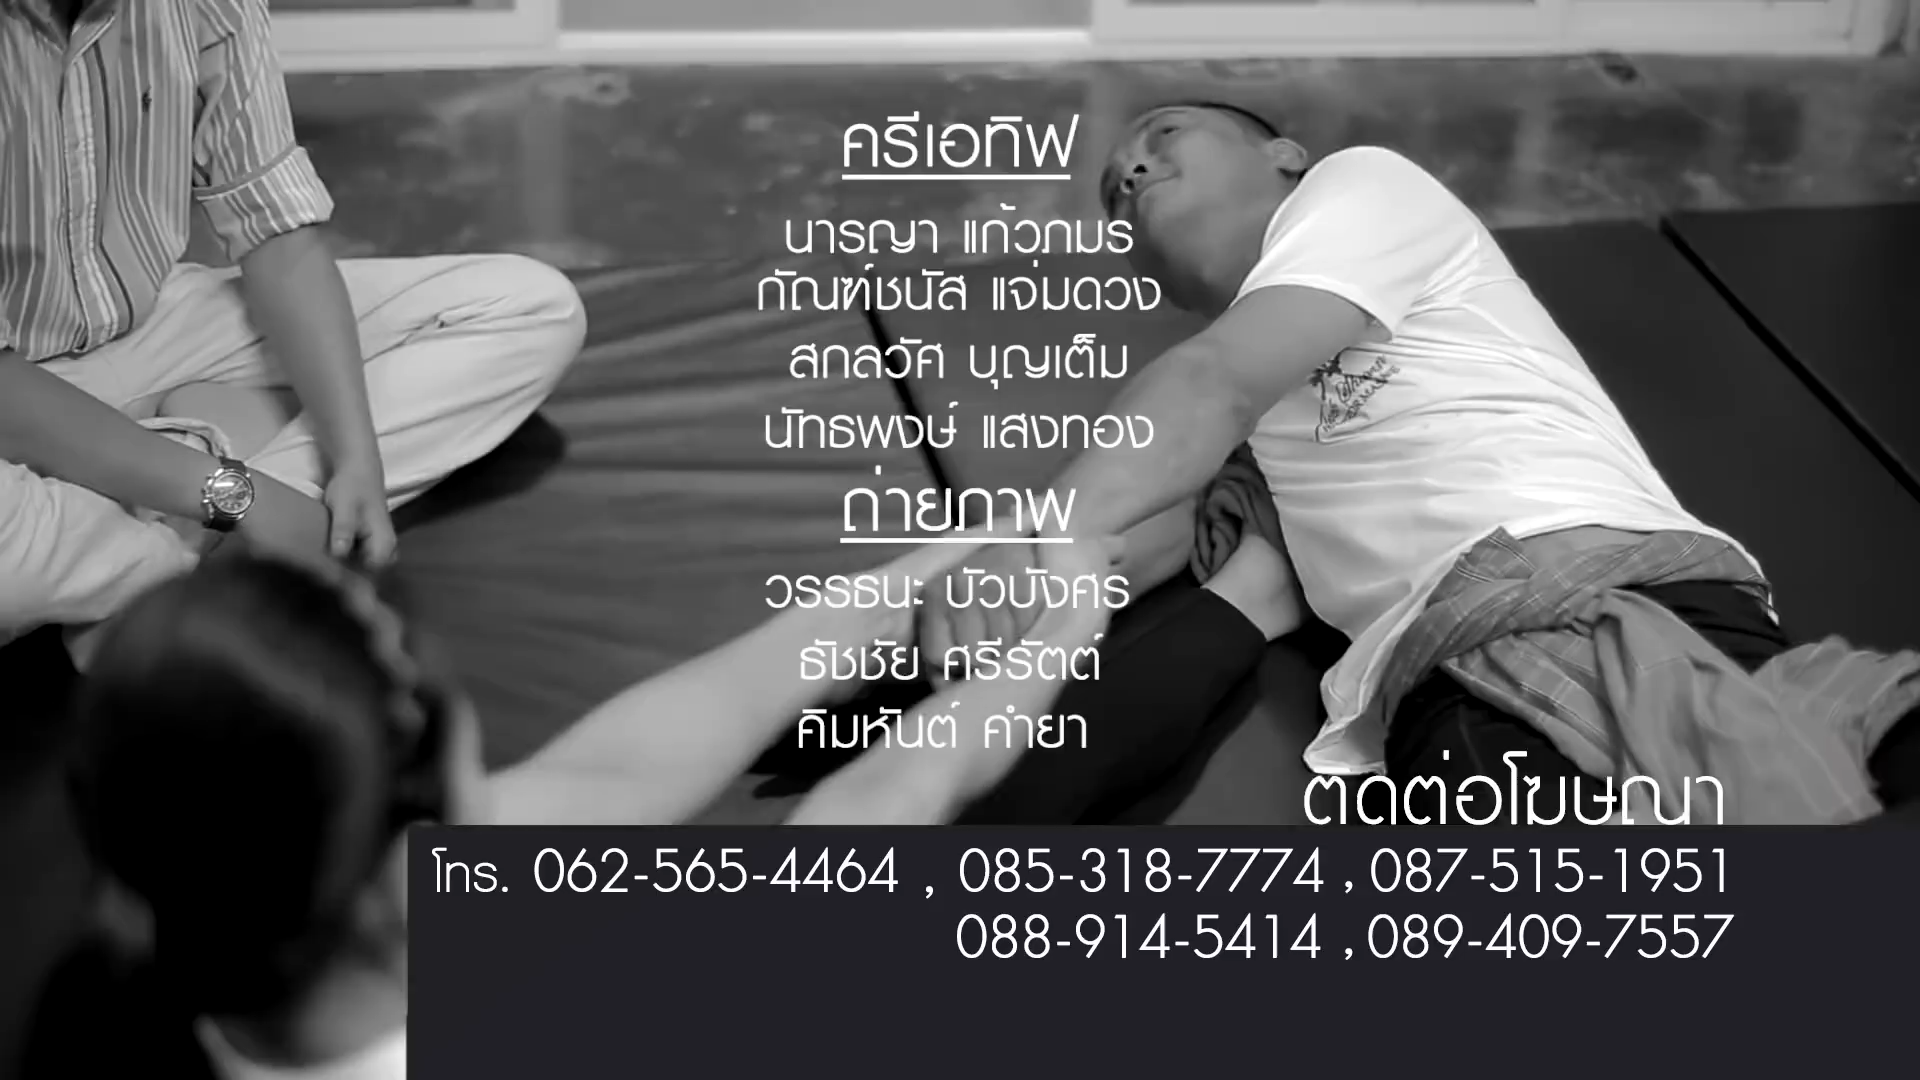 ครีเอทีฟ
นารญา แก้วภมร
กัณฑ์ชนัส แจ่มดวง
สกลวัศ บุญเต็ม
นัทธพงษ์ แสงทอง
ถ่ายภาพ
วรรธนะ บัวบังศร
ธัชชัย ศรีรัตต์
คิมหันต์ คำยา
ติดต่อโฆษณา
โทร. 062-565-4464 , 085-318-7774 , 087-515-1951
088-914-5414 , 089-409-7557